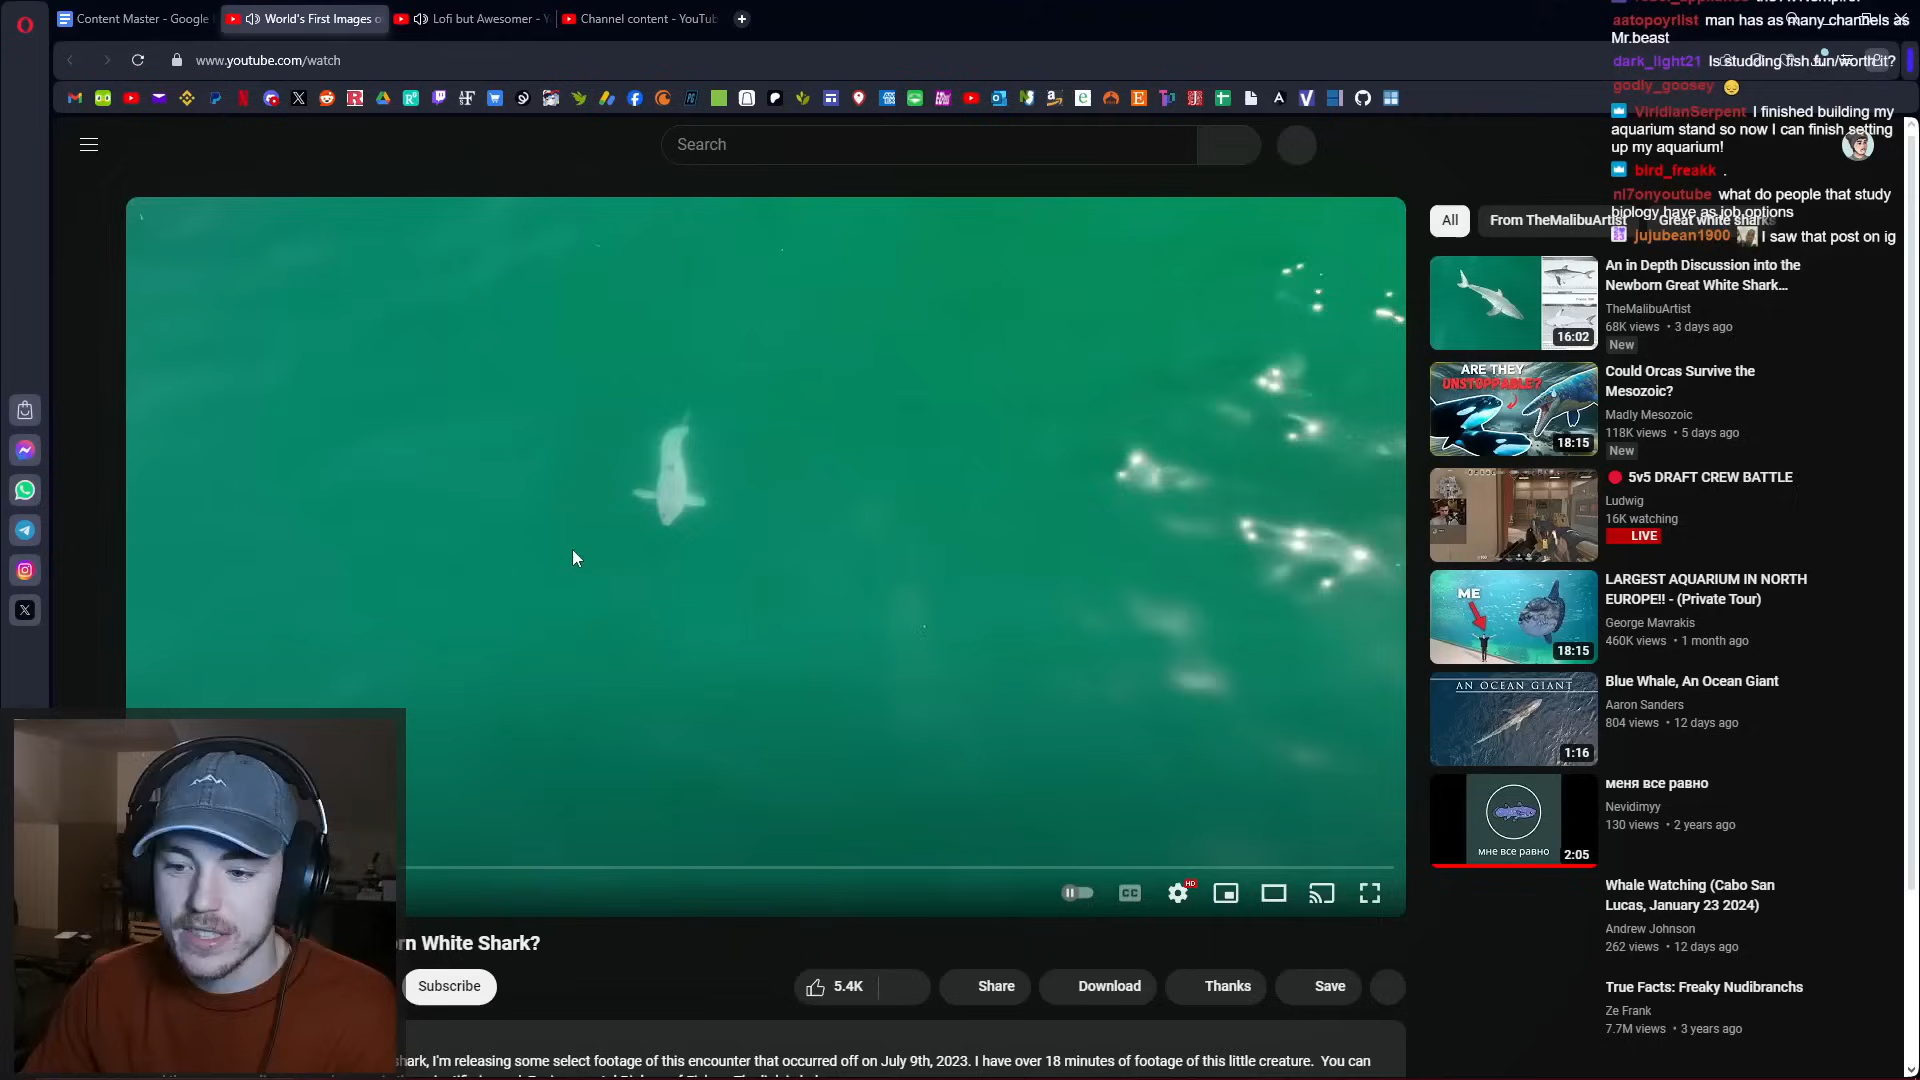 Content Master - Google
World's First Images o
Lofi but Awesomer - Y
Channel content - YouTub
www.youtube.com/watch
aatopoyrlist man has as many channels as
Mr.beast
dark_light21 Is studding fish fun/worth it?
godly_goosey
ViridianSerpent I finished building my
aquarium stand so now I can finish setting
up my aquarium!
bird_freakk .
nl7onyoutube what do people that study
biology have as job options
jujubean1900 I saw that post on ig
Search
All
From TheMalibuArtist
Great white sharks
An in Depth Discussion into the
Newborn Great White Shark...
TheMalibuArtist
68K views • 3 days ago
New
16:02
ARE THEY
UNSTOPPABLE?
18:15
Could Orcas Survive the
Mesozoic?
Madly Mesozoic
118K views • 5 days ago
New
5v5 DRAFT CREW BATTLE
Ludwig
16K watching
LIVE
ME
18:15
LARGEST AQUARIUM IN NORTH
EUROPE!! - (Private Tour)
George Mavrakis
460K views • 1 month ago
AN OCEAN GIANT
1:16
Blue Whale, An Ocean Giant
Aaron Sanders
804 views • 12 days ago
мне все равно
2:05
меня все равно
Nevidimyy
130 views • 2 years ago
Whale Watching (Cabo San
Lucas, January 23 2024)
Andrew Johnson
262 views • 12 days ago
True Facts: Freaky Nudibranchs
Ze Frank
7.7M views • 3 years ago
CC
HD
rn White Shark?
Subscribe
5.4K
Share
Download
Thanks
Save
shark, I'm releasing some select footage of this encounter that occurred off on July 9th, 2023. I have over 18 minutes of footage of this little creature. You can